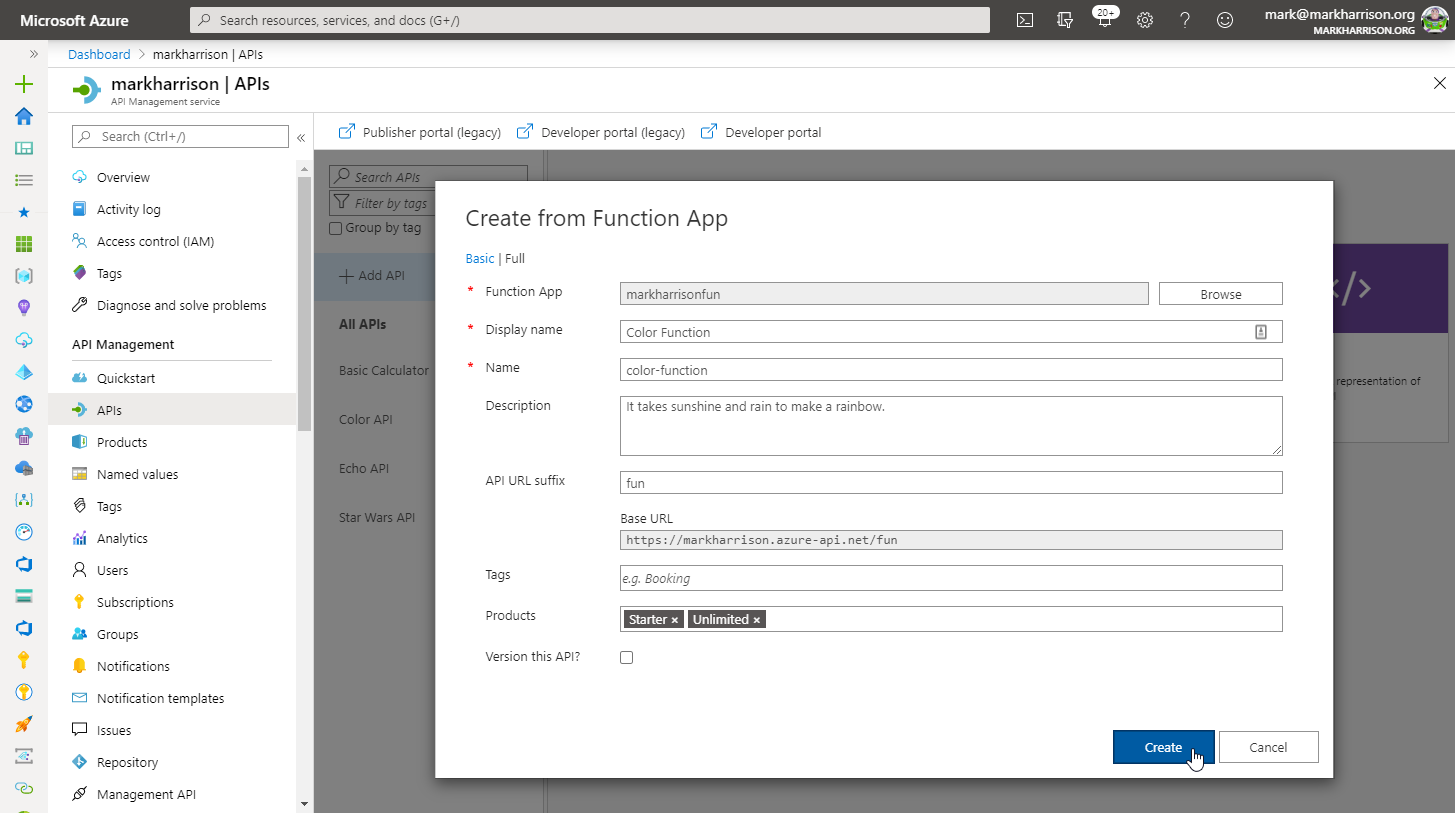 Microsoft Azure
Search resources, services, and docs (G+/)
20+
mark@markharrison.org
MARKHARRISON.ORG
Dashboard > markharrison | APIs
markharrison | APIs
API Management service
Search (Ctrl+/)
Overview
Activity log
Access control (IAM)
Tags
Diagnose and solve problems
API Management
Quickstart
APIs
Products
Named values
Tags
Analytics
Users
Subscriptions
Groups
Notifications
Notification templates
Issues
Repository
Management API
Publisher portal (legacy)
Developer portal (legacy)
Developer portal
Search APIs
Filter by tags
Group by tag
Add API
All APIs
Basic Calculator
Color API
Echo API
Star Wars API
Create from Function App
Basic | Full
* Function App
markharrisonfun
Browse
* Display name
Color Function
* Name
color-function
Description
It takes sunshine and rain to make a rainbow.
API URL suffix
fun
Base URL
https://markharrison.azure-api.net/fun
Tags
e.g. Booking
Products
Starter × Unlimited ×
Version this API?
Create
Cancel
representation of